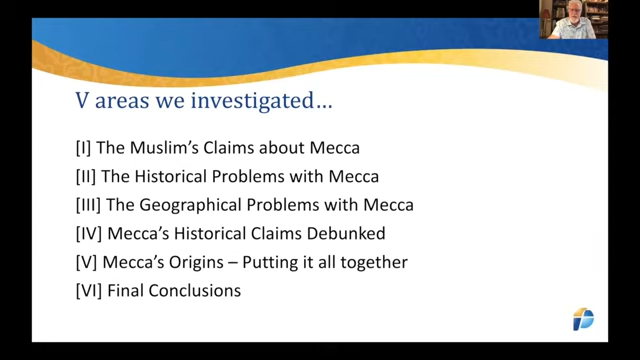 V areas we investigated…
[I] The Muslim's Claims about Mecca
[II] The Historical Problems with Mecca
[III] The Geographical Problems with Mecca
[IV] Mecca's Historical Claims Debunked
[V] Mecca's Origins – Putting it all together
[VI] Final Conclusions